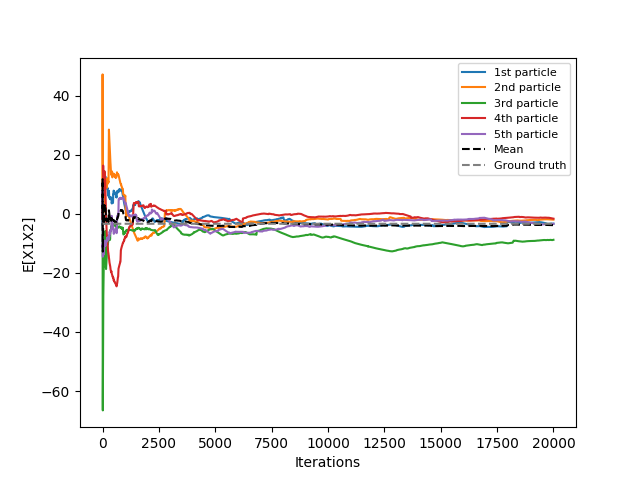 1st particle
2nd particle
3rd particle
4th particle
5th particle
Mean
Ground truth
E[X1X2]
40
20
0
−20
−40
−60
0 2500 5000 7500 10000 12500 15000 17500 20000
Iterations